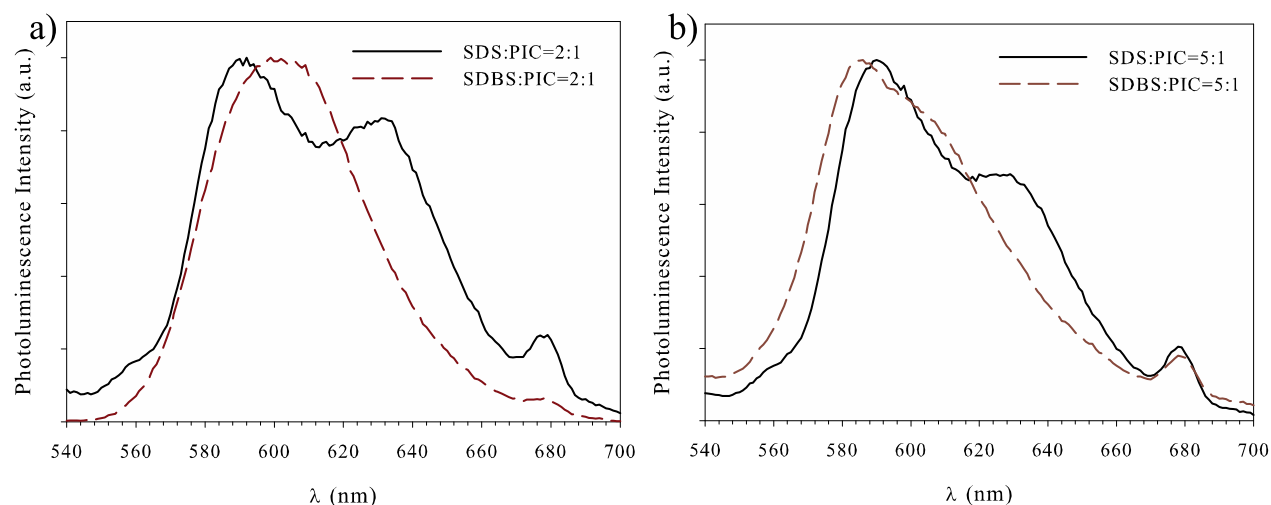 a)
Photoluminescence Intensity (a.u.)
SDS:PIC=2:1
SDBS:PIC=2:1
540 560 580 600 620 640 660 680 700
λ (nm)
b)
Photoluminescence Intensity (a.u.)
SDS:PIC=5:1
SDBS:PIC=5:1
540 560 580 600 620 640 660 680 700
λ (nm)